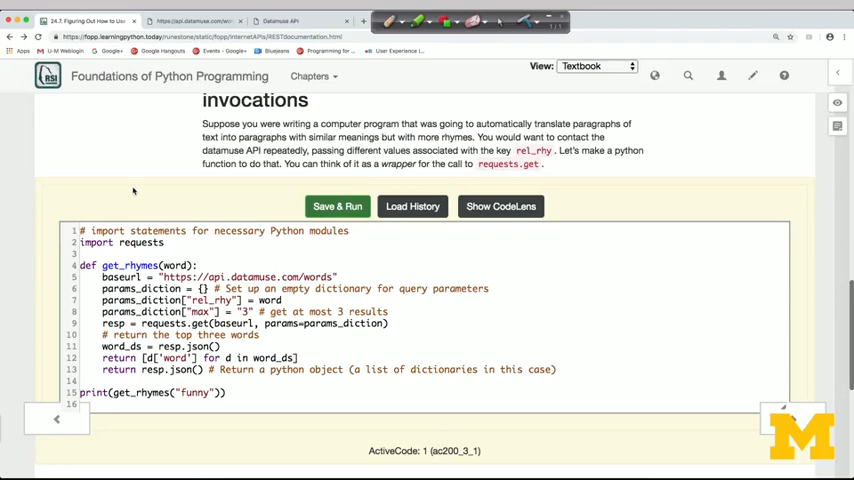 24.7. Figuring Out How to Use
https://api.datamuse.com/wor
Datamuse API
1/1
https://fopp.learningpython.today/runestone/static/fopp/internetAPIs/RESTdocumentation.html
Apps U-M Weblogin Google+ Google Hangouts Events - Google+ Bluejeans Programming for ... User Experience I...
RSI Foundations of Python Programming Chapters View: Textbook
invocations
Suppose you were writing a computer program that was going to automatically translate paragraphs of
text into paragraphs with similar meanings but with more rhymes. You would want to contact the
datamuse API repeatedly, passing different values associated with the key rel_rhy. Let's make a python
function to do that. You can think of it as a wrapper for the call to requests.get.
Save & Run Load History Show CodeLens
1 # import statements for necessary Python modules
2 import requests
3
4 def get_rhymes(word):
5 baseurl = "https://api.datamuse.com/words"
6 params_diction = {} # Set up an empty dictionary for query parameters
7 params_diction["rel_rhy"] = word
8 params_diction["max"] = "3" # get at most 3 results
9 resp = requests.get(baseurl, params=params_diction)
10 # return the top three words
11 word_ds = resp.json()
12 return [d['word'] for d in word_ds]
13 return resp.json() # Return a python object (a list of dictionaries in this case)
14
15 print(get_rhymes("funny"))
16
ActiveCode: 1 (ac200_3_1)
M